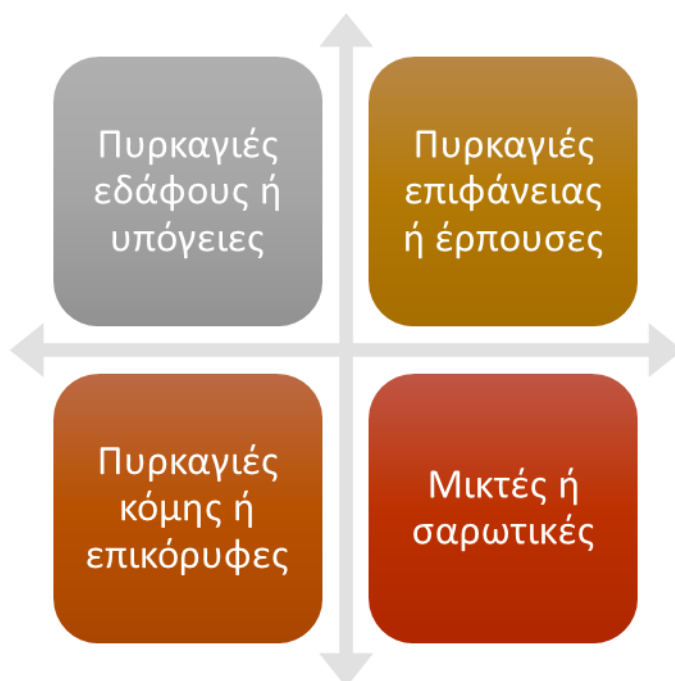 Πυρκαγιές
εδάφους ή
υπόγειες
Πυρκαγιές
επιφάνειας
ή έρπουσες
Πυρκαγιές
κόμης ή
επικόρυφες
Μικτές ή
σαρωτικές